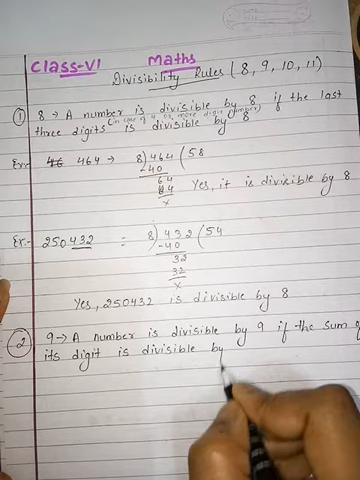 Class-VI Maths
Divisibility Rules (8, 9, 10, 11)
① 8 → A number is divisible by 8 if the last
(in case of 4 or more digit number)
three digits is divisible by 8
Ex:- 46 464 → 8) 464 ( 58
-40
64
64 Yes, it is divisible by 8
x
Ex:- 250432 = 8) 432 ( 54
-40
32
32
x
Yes, 250432 is divisible by 8
② 9 → A number is divisible by 9 if the sum of
its digit is divisible by